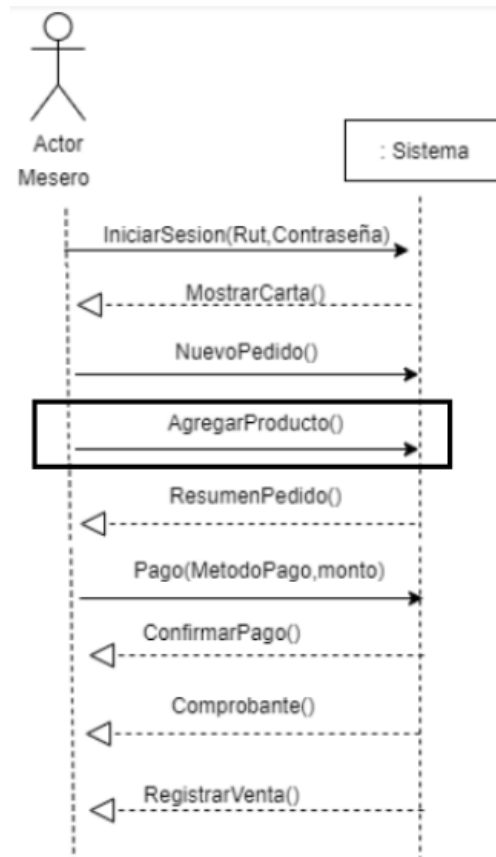 Actor
Mesero
: Sistema
IniciarSesion(Rut,Contraseña)
MostrarCarta()
NuevoPedido()
AgregarProducto()
ResumenPedido()
Pago(MetodoPago,monto)
ConfirmarPago()
Comprobante()
RegistrarVenta()